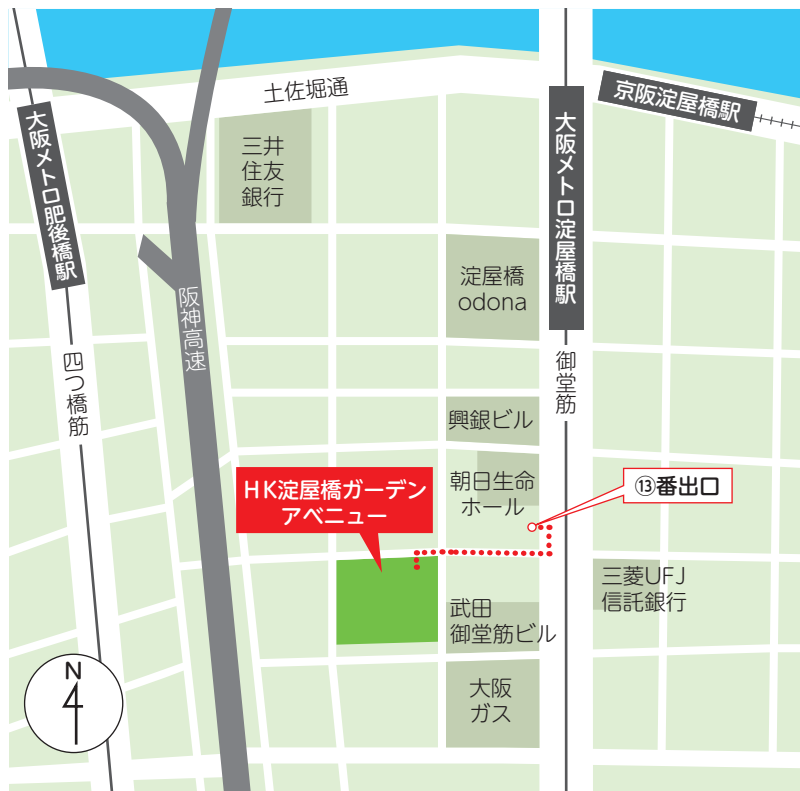 土佐堀通
京阪淀屋橋駅
大阪メトロ肥後橋駅
三井
住友
銀行
大阪メトロ淀屋橋駅
淀屋橋
odona
阪神高速
四つ橋筋
御堂筋
興銀ビル
朝日生命
ホール
HK淀屋橋ガーデン
アベニュー
⑬番出口
三菱UFJ
信託銀行
武田
御堂筋ビル
大阪
ガス
N